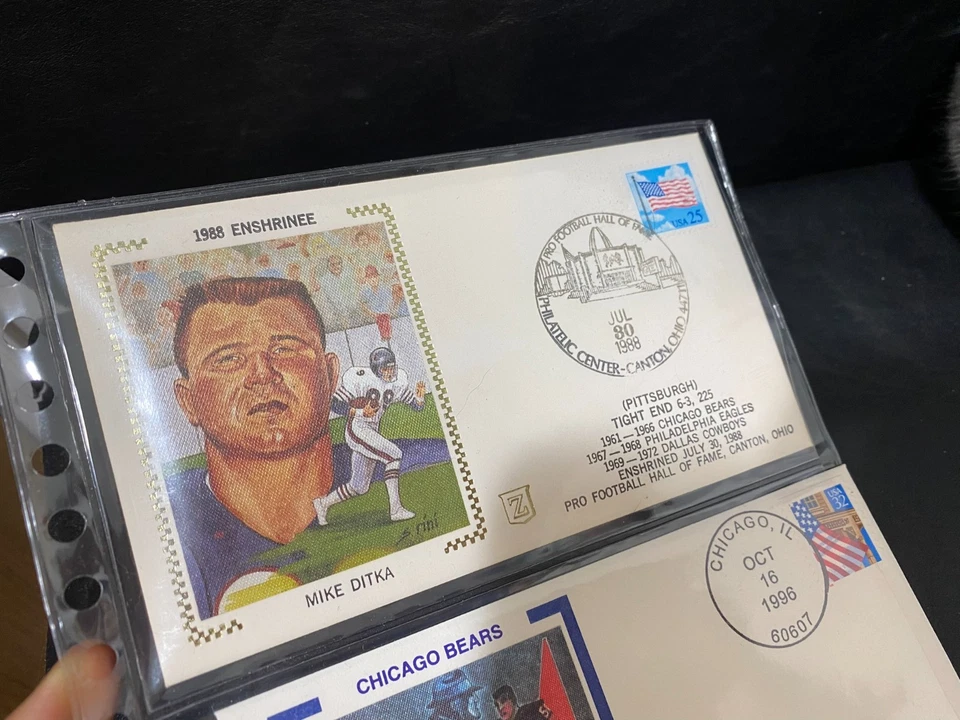 1988 ENSHRINEE
89
MIKE DITKA
USA 25
PRO FOOTBALL HALL OF FAME
JUL
30
1988
PHILATELIC CENTER-CANTON, OHIO 44711
(PITTSBURGH)
TIGHT END 6-3, 225
1961—1966 CHICAGO BEARS
1967—1968 PHILADELPHIA EAGLES
1969—1972 DALLAS COWBOYS
ENSHRINED JULY 30, 1988
PRO FOOTBALL HALL OF FAME, CANTON, OHIO
Z
CHICAGO BEARS
CHICAGO, IL
OCT
16
1996
60607
USA
32